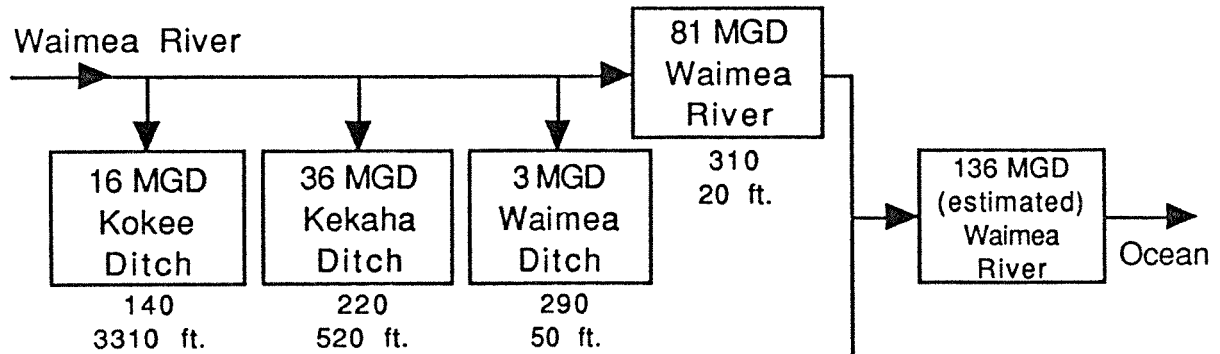 Waimea River
81 MGD
Waimea
River
310
20 ft.
16 MGD
Kokee
Ditch
140
3310 ft.
36 MGD
Kekaha
Ditch
220
520 ft.
3 MGD
Waimea
Ditch
290
50 ft.
136 MGD
(estimated)
Waimea
River
Ocean